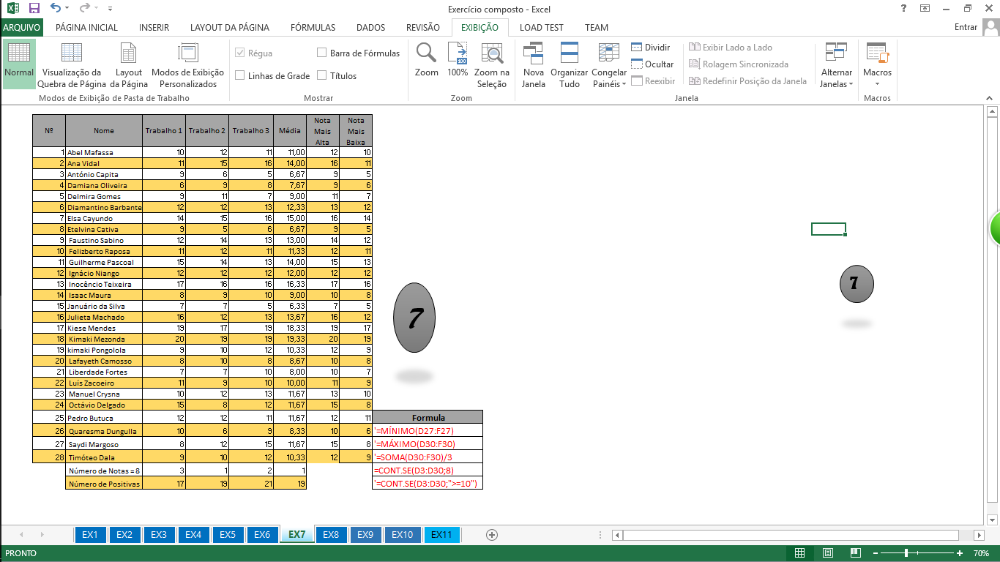 Exercício composto - Excel
ARQUIVO PÁGINA INICIAL INSERIR LAYOUT DA PÁGINA FÓRMULAS DADOS REVISÃO EXIBIÇÃO LOAD TEST TEAM Entrar
Normal
Visualização da Quebra de Página
Layout da Página
Modos de Exibição Personalizados
Modos de Exibição de Pasta de Trabalho
Régua
Barra de Fórmulas
Linhas de Grade
Títulos
Mostrar
Zoom
100%
Zoom na Seleção
Zoom
Nova Janela
Organizar Tudo
Congelar Painéis
Dividir
Ocultar
Reexibir
Exibir Lado a Lado
Rolagem Sincronizada
Redefinir Posição da Janela
Alternar Janelas
Janela
Macros
Macros
Nº Nome Trabalho 1 Trabalho 2 Trabalho 3 Média Nota Mais Alta Nota Mais Baixa
1 Abel Mafassa 10 12 11 11,00 12 10
2 Ana Vidal 11 15 16 14,00 16 11
3 António Capita 9 6 5 6,67 9 5
4 Damiana Oliveira 6 9 8 7,67 9 6
5 Delmira Gomes 9 11 7 9,00 11 7
6 Diamantino Barbante 12 12 13 12,33 13 12
7 Elsa Cayundo 14 15 16 15,00 16 14
8 Etelvina Cativa 9 5 6 6,67 9 5
9 Faustino Sabino 12 14 13 13,00 14 12
10 Felizberto Raposa 11 12 11 11,33 12 11
11 Guilherme Pascoal 15 14 13 14,00 15 13
12 Ignácio Niango 12 12 12 12,00 12 12
13 Inocêncio Teixeira 17 16 16 16,33 17 16
14 Isaac Maura 8 9 10 9,00 10 8
15 Januário da Silva 7 7 5 6,33 7 5
16 Julieta Machado 16 12 13 13,67 16 12
17 Kiese Mendes 19 17 19 18,33 19 17
18 Kimaki Mezonda 20 19 19 19,33 20 19
19 kimaki Pongolola 9 10 12 10,33 12 9
20 Lafayeth Camosso 8 10 8 8,67 10 8
21 Liberdade Fortes 7 7 10 8,00 10 7
22 Luís Zacoeiro 11 9 10 10,00 11 9
23 Manuel Crysna 10 12 13 11,67 13 10
24 Octávio Delgado 15 8 12 11,67 15 8
25 Pedro Butuca 12 12 11 11,67 12 11 Formula
26 Quaresma Dungulla 10 6 9 8,33 10 6 '=MÍNIMO(D27:F27)
27 Saydi Margoso 8 12 15 11,67 15 8 '=MÁXIMO(D30:F30)
28 Timóteo Dala 9 10 12 10,33 12 9 '=SOMA(D30:F30)/3
Número de Notas = 8 3 1 2 1 =CONT.SE(D3:D30;8)
Número de Positivas 17 19 21 19 '=CONT.SE(D3:D30;">=10")
7
7
EX1 EX2 EX3 EX4 EX5 EX6 EX7 EX8 EX9 EX10 EX11
PRONTO 70%